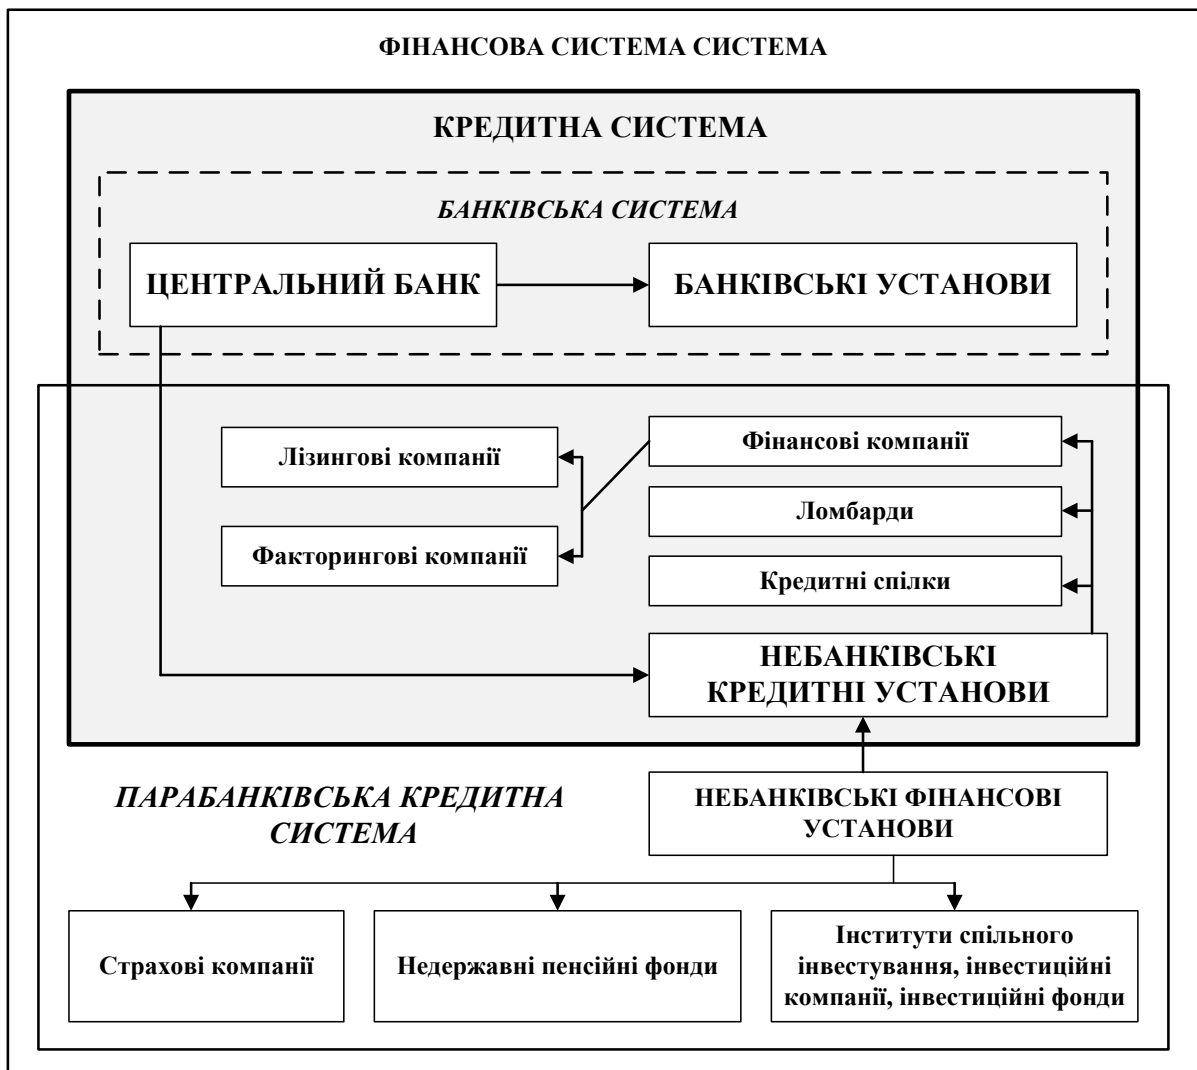 ФІНАНСОВА СИСТЕМА СИСТЕМА
КРЕДИТНА СИСТЕМА
БАНКІВСЬКА СИСТЕМА
ЦЕНТРАЛЬНИЙ БАНК
БАНКІВСЬКІ УСТАНОВИ
Лізингові компанії
Фінансові компанії
Ломбарди
Факторингові компанії
Кредитні спілки
НЕБАНКІВСЬКІ
КРЕДИТНІ УСТАНОВИ
ПАРАБАНКІВСЬКА КРЕДИТНА
СИСТЕМА
НЕБАНКІВСЬКІ ФІНАНСОВІ
УСТАНОВИ
Страхові компанії
Недержавні пенсійні фонди
Інститути спільного
інвестування, інвестиційні
компанії, інвестиційні фонди